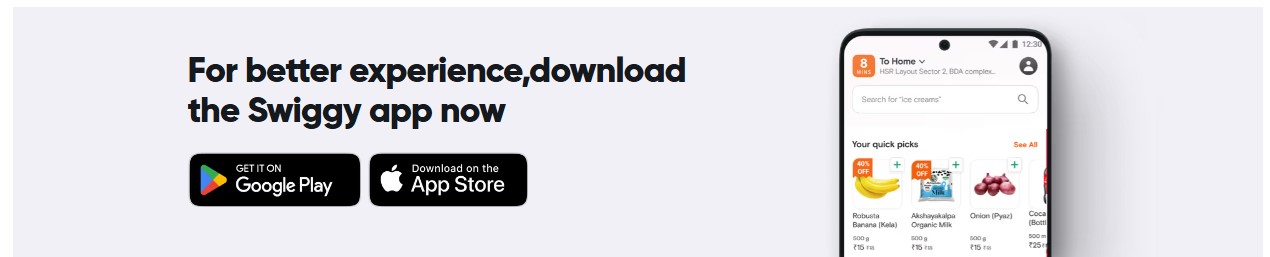 For better experience,download
the Swiggy app now
GET IT ON
Google Play
Download on the
App Store
12:30
8
MINS
To Home
HSR Layout Sector 2, BDA complex..
Search for "ice creams"
Your quick picks
See All
40%
OFF
40%
OFF
Milk
Robusta
Banana (Kela)
500 g
₹15
Akshayakalpa
Organic Milk
500 g
₹15
Onion (Pyaz)
500 g
₹15
Coca
(Bottl
500 m
₹25